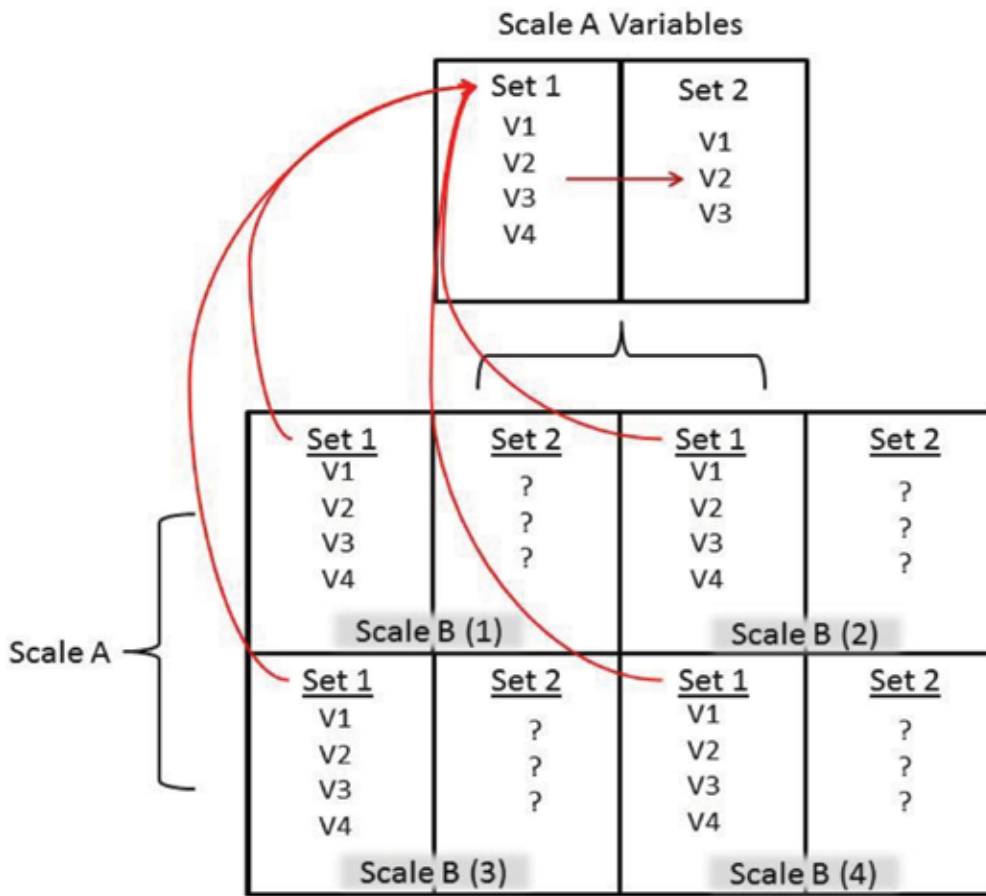 Scale A Variables
Set 1
V1
V2
V3
V4
Set 2
V1
V2
V3
Scale A
Set 1
V1
V2
V3
V4
Set 2
?
?
?
Scale B (1)
Set 1
V1
V2
V3
V4
Set 2
?
?
?
Scale B (2)
Set 1
V1
V2
V3
V4
Set 2
?
?
?
Scale B (3)
Set 1
V1
V2
V3
V4
Set 2
?
?
?
Scale B (4)